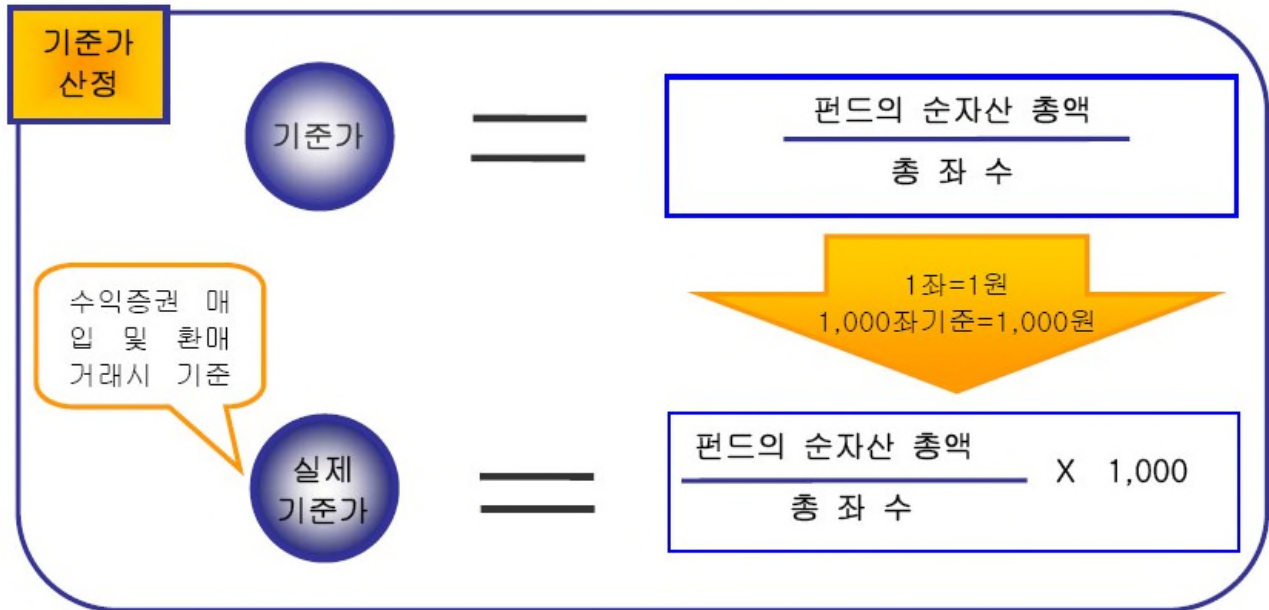 기준가
산정
기준가
펀드의 순자산 총액
총 좌 수
1좌=1원
1,000좌기준=1,000원
수익증권 매
입 및 환매
거래시 기준
실제
기준가
펀드의 순자산 총액
총 좌 수
X 1,000